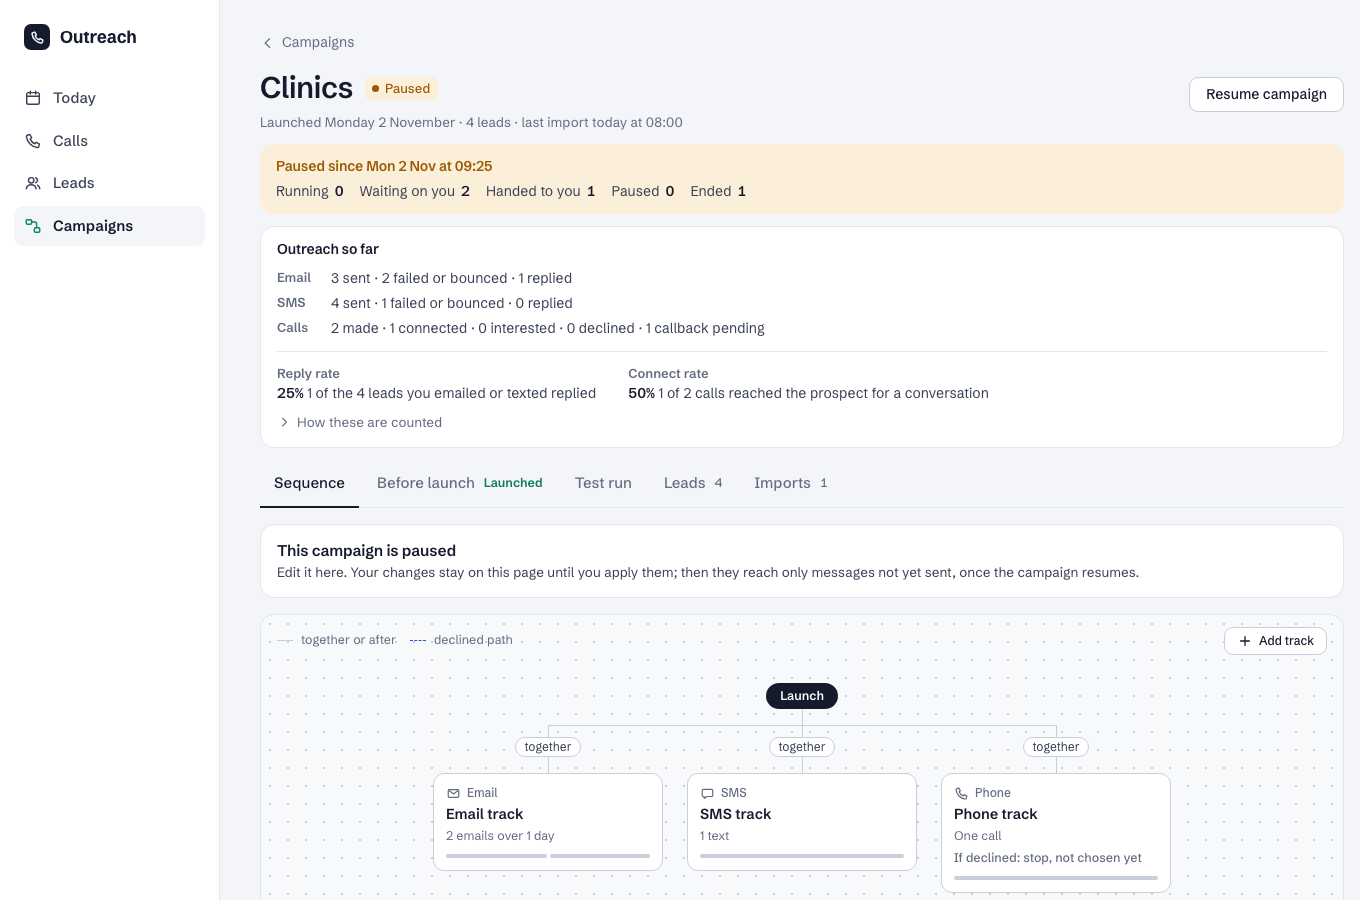 Outreach
Today
Calls
Leads
Campaigns
Campaigns
Clinics
Paused
Resume campaign
Launched Monday 2 November · 4 leads · last import today at 08:00
Paused since Mon 2 Nov at 09:25
Running 0 Waiting on you 2 Handed to you 1 Paused 0 Ended 1
Outreach so far
Email 3 sent · 2 failed or bounced · 1 replied
SMS 4 sent · 1 failed or bounced · 0 replied
Calls 2 made · 1 connected · 0 interested · 0 declined · 1 callback pending
Reply rate
25% 1 of the 4 leads you emailed or texted replied
Connect rate
50% 1 of 2 calls reached the prospect for a conversation
How these are counted
Sequence Before launch Launched Test run Leads 4 Imports 1
This campaign is paused
Edit it here. Your changes stay on this page until you apply them; then they reach only messages not yet sent, once the campaign resumes.
together or after declined path
Add track
Launch
together together together
Email
Email track
2 emails over 1 day
SMS
SMS track
1 text
Phone
Phone track
One call
If declined: stop, not chosen yet